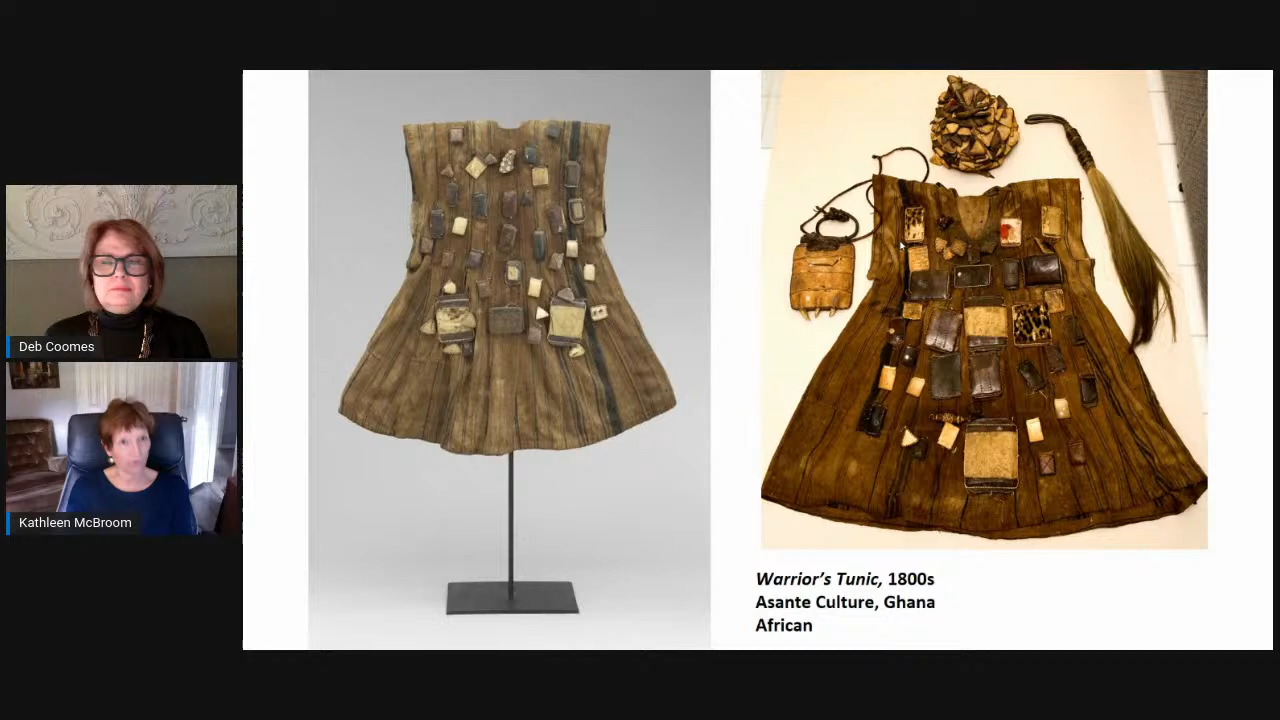 Deb Coomes
Kathleen McBroom
Warrior's Tunic, 1800s
Asante Culture, Ghana
African